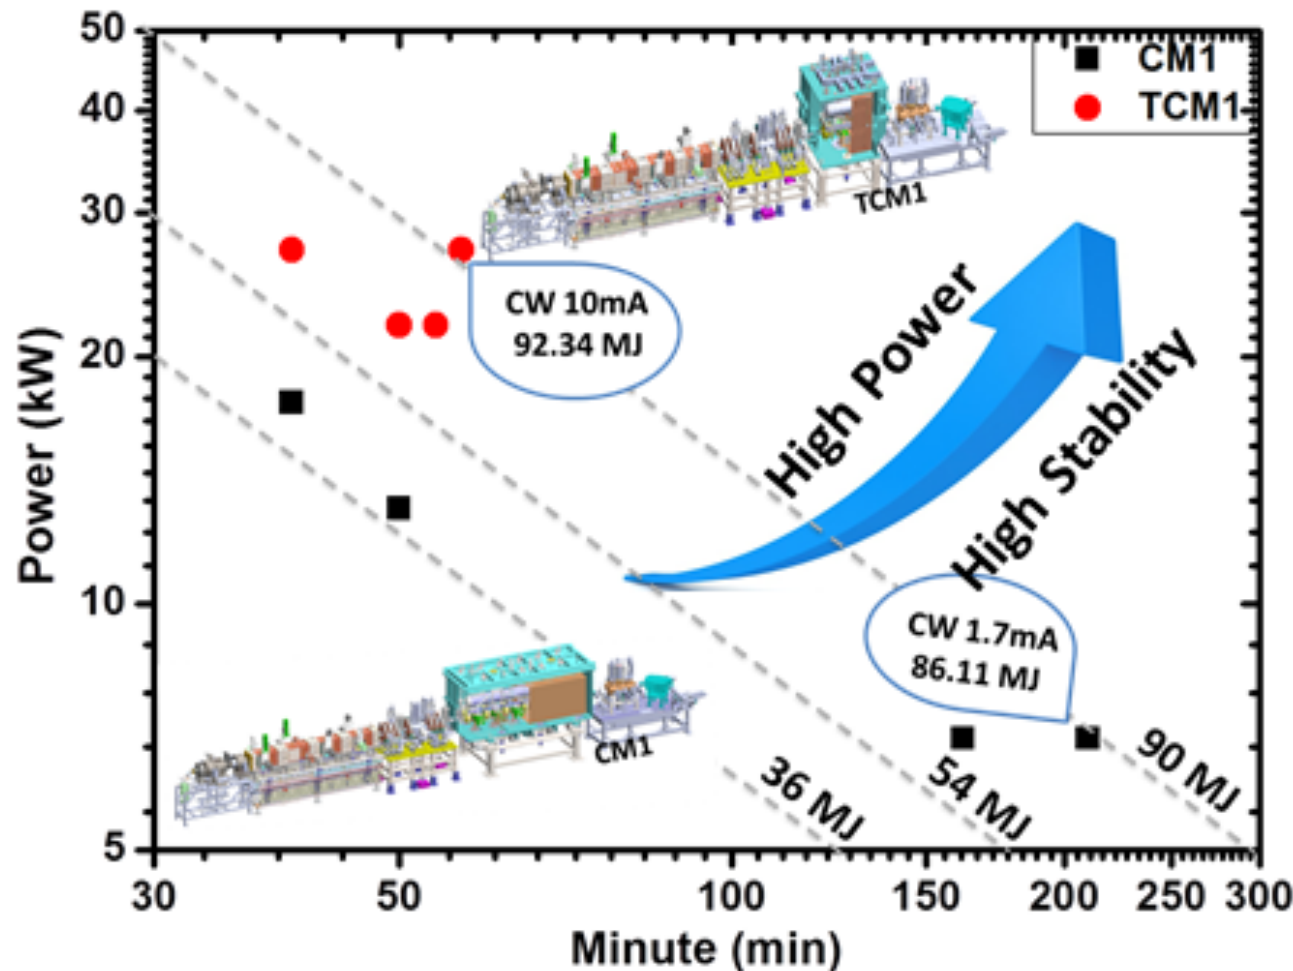 50
40
30
20
10
5
Power (kW)
CM1
TCM1
TCM1
CW 10mA
92.34 MJ
High Power
High Stability
CW 1.7mA
86.11 MJ
CM1
36 MJ
54 MJ
90 MJ
30
50
100
150
200
250
300
Minute (min)